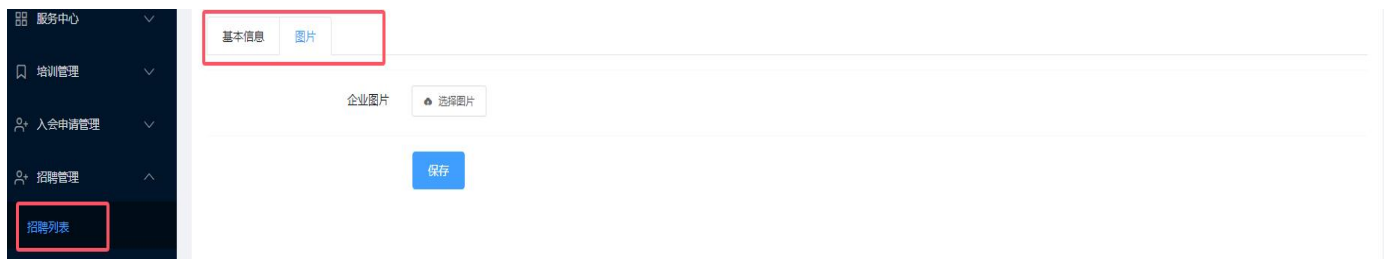 服务中心
基本信息 图片
培训管理
企业图片 选择图片
入会申请管理
招聘管理
保存
招聘列表